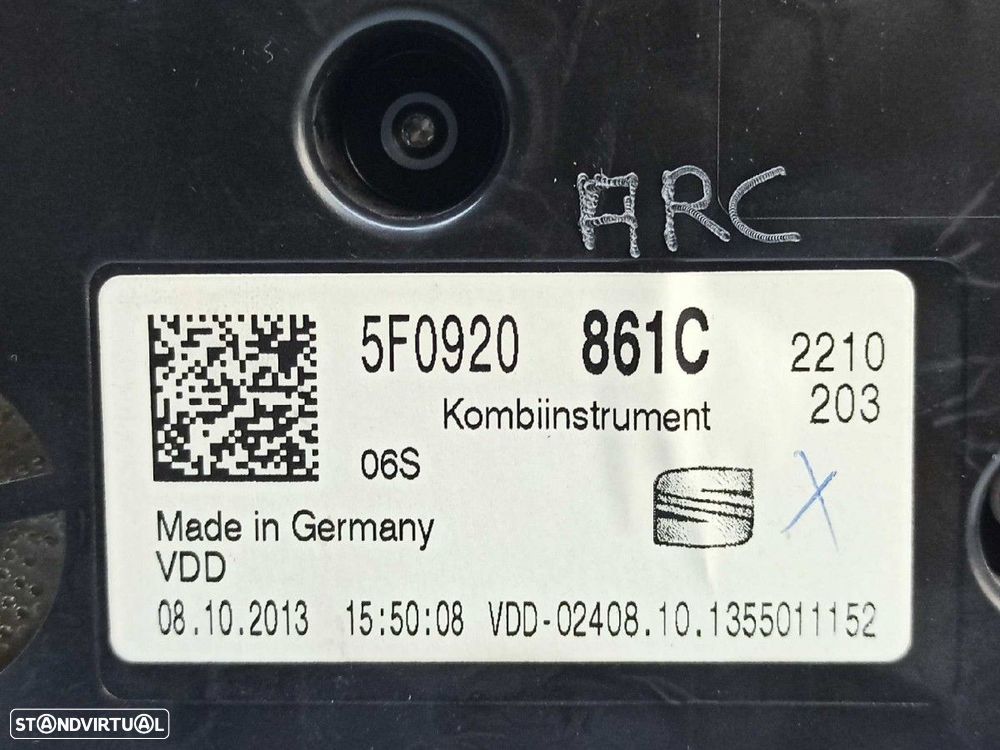 ARC
5F0920 861C 2210
203
Kombiinstrument
06S
X
Made in Germany
VDD
08.10.2013 15:50:08 VDD-02408.10.1355011152
STANDVIRTUAL